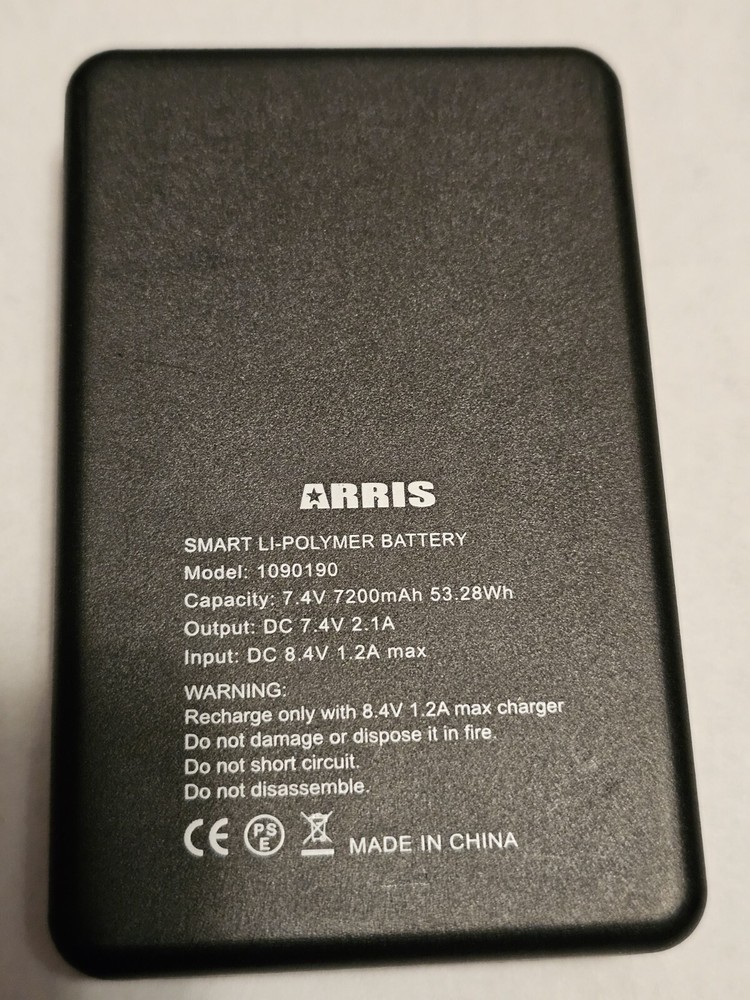 ARRIS
SMART LI-POLYMER BATTERY
Model: 1090190
Capacity: 7.4V 7200mAh 53.28Wh
Output: DC 7.4V 2.1A
Input: DC 8.4V 1.2A max
WARNING:
Recharge only with 8.4V 1.2A max charger
Do not damage or dispose it in fire.
Do not short circuit.
Do not disassemble.
CE PSE MADE IN CHINA